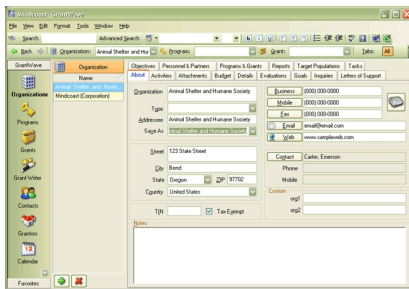 Mindcoast GrantWave
File View Edit Format Tools Window Help
Search: Advanced Search
Back Organization: Animal Shelter and Hur Program: Grant: Tabs: All
GrantWave
Organizations
Programs
Grants
Grant Writer
Contacts
Grantors
Calendar
Favorites
Organization
Name
Animal Shelter and Huma...
Mindcoast (Corporation)
Objectives Personnel & Partners Programs & Grants Reports Target Populations Tasks
About Activities Attachments Budget Details Evaluations Goals Inquiries Letters of Support
Organization Animal Shelter and Humane Society
Type
Addressee Animal Shelter and Humane Society
Save As Animal Shelter and Humane Society
Street 123 State Street
City Bend
State Oregon ZIP 97702
Country United States
TIN Tax Exempt
Business (000) 000-0000
Mobile (000) 000-0000
Fax (000) 000-0000
Email email@email.com
Web www.sampleweb.com
Contact Carter, Emerson
Phone
Mobile
Custom
org1
org2
Notes